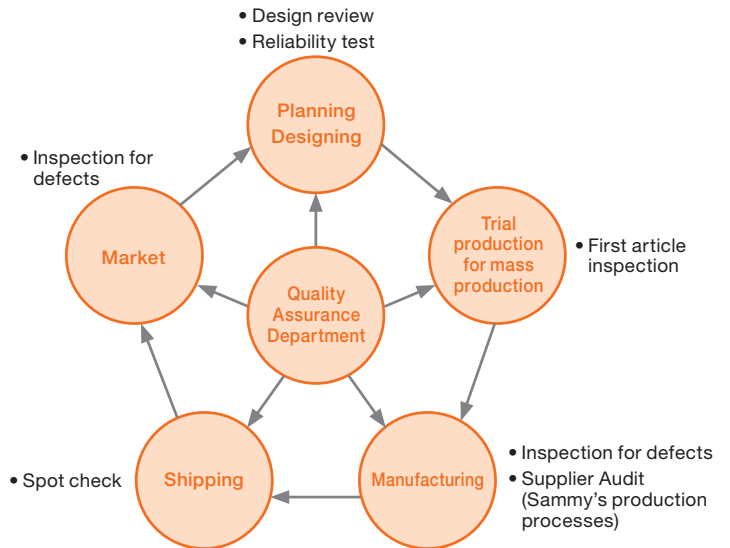 • Design review
• Reliability test
Planning
Designing
• Inspection for
defects
Market
Trial
production
for mass
production
• First article
inspection
Quality
Assurance
Department
• Spot check
Shipping
Manufacturing
• Inspection for defects
• Supplier Audit
(Sammy's production
processes)